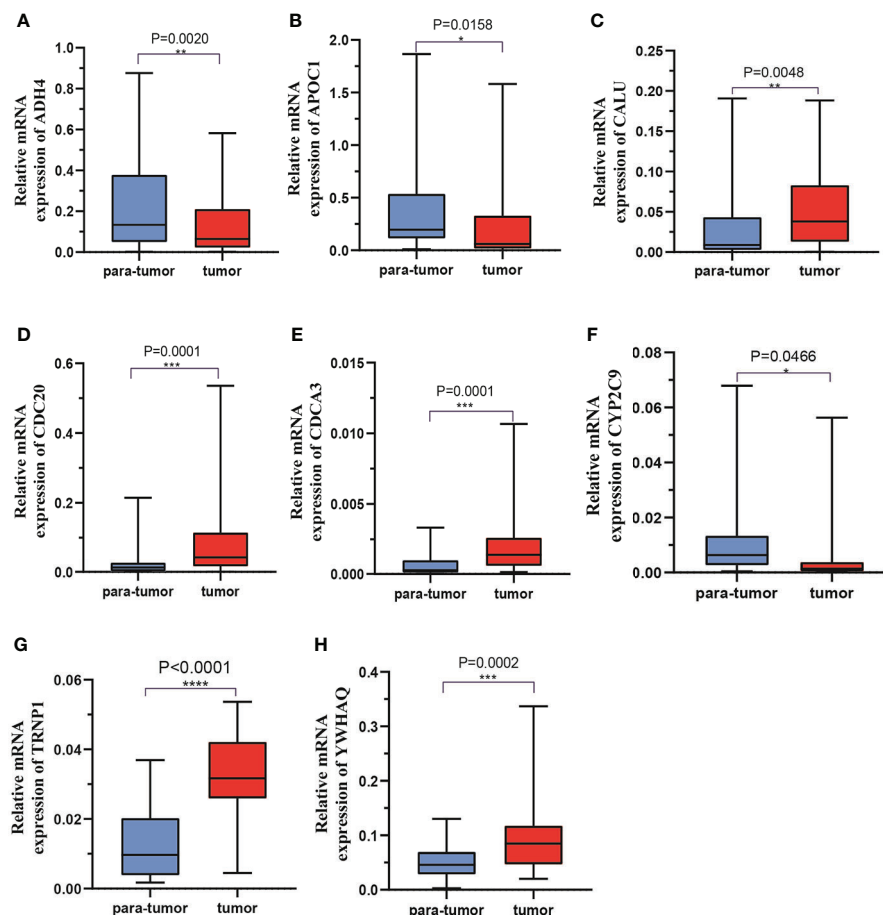 A
P=0.0020
**
Relative mRNA
expression of ADH4
1.0
0.8
0.6
0.4
0.2
0.0
para-tumor
tumor
B
P=0.0158
*
Relative mRNA
expression of APOC1
2.0
1.5
1.0
0.5
0.0
para-tumor
tumor
C
P=0.0048
**
Relative mRNA
expression of CALU
0.25
0.20
0.15
0.10
0.05
0.00
para-tumor
tumor
D
P=0.0001
***
Relative mRNA
expression of CDC20
0.6
0.4
0.2
0.0
para-tumor
tumor
E
P=0.0001
***
Relative mRNA
expression of CDCA3
0.015
0.010
0.005
0.000
para-tumor
tumor
F
P=0.0466
*
Relative mRNA
expression of CYP2C9
0.08
0.06
0.04
0.02
0.00
para-tumor
tumor
G
P<0.0001
****
Relative mRNA
expression of TRNP1
0.06
0.04
0.02
0.00
para-tumor
tumor
H
P=0.0002
***
Relative mRNA
expression of YWHAQ
0.4
0.3
0.2
0.1
0.0
para-tumor
tumor